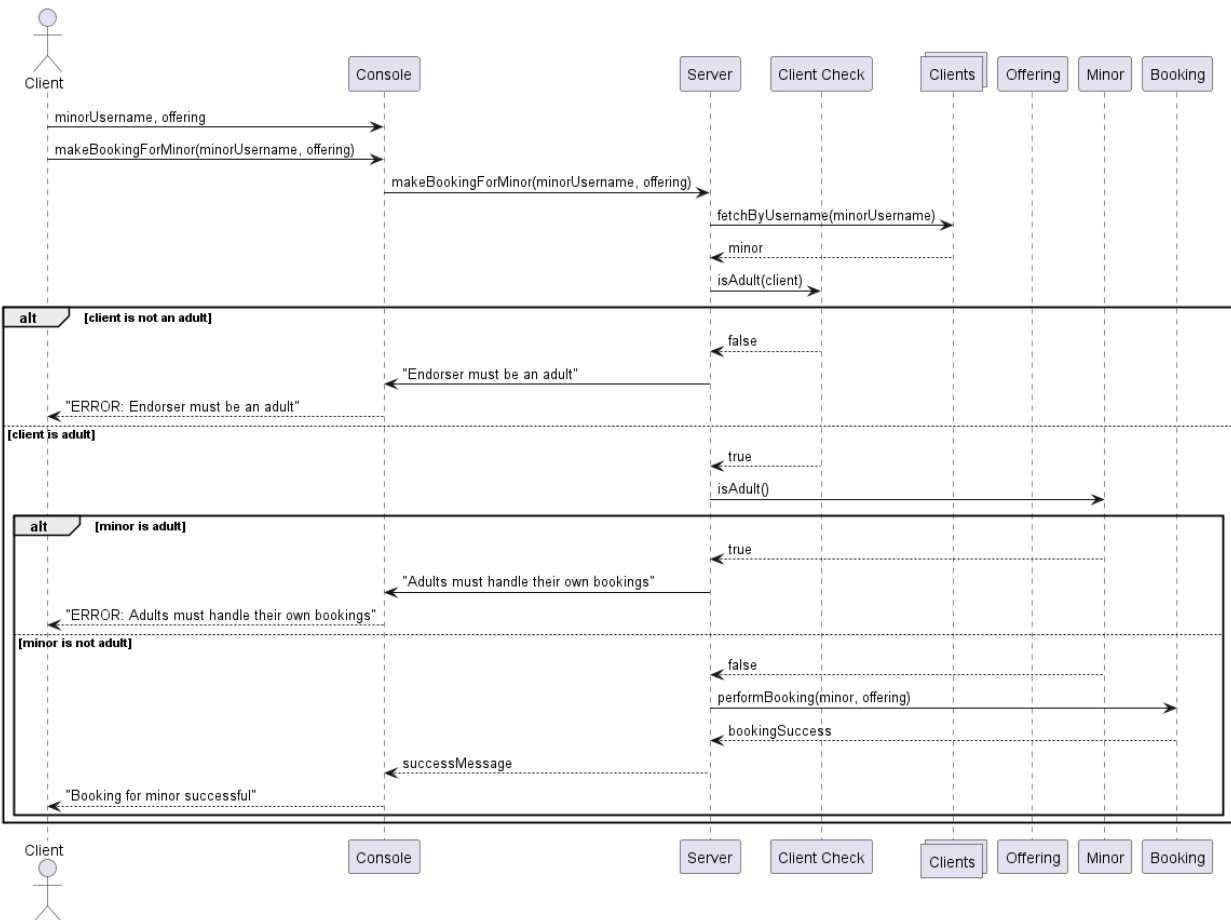 Client
Console
Server
Client Check
Clients
Offering
Minor
Booking
minorUsername, offering
makeBookingForMinor(minorUsername, offering)
makeBookingForMinor(minorUsername, offering)
fetchByUsername(minorUsername)
minor
isAdult(client)
alt [client is not an adult]
false
"Endorser must be an adult"
"ERROR: Endorser must be an adult"
[client is adult]
true
isAdult()
alt [minor is adult]
true
"Adults must handle their own bookings"
"ERROR: Adults must handle their own bookings"
[minor is not adult]
false
performBooking(minor, offering)
bookingSuccess
successMessage
"Booking for minor successful"
Client
Console
Server
Client Check
Clients
Offering
Minor
Booking